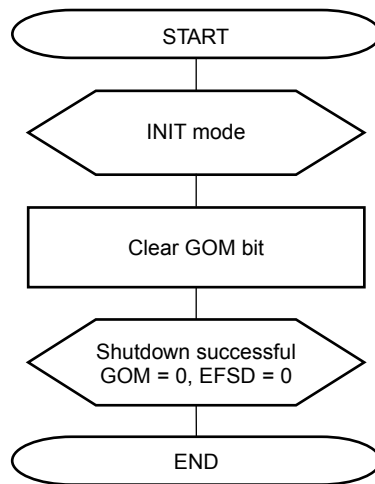 START
INIT mode
Clear GOM bit
Shutdown successful
GOM = 0, EFSD = 0
END